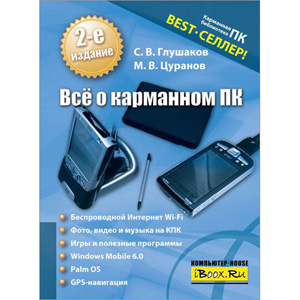 2-е
издание
Карманная ПК
библиотека
BEST-СЕЛЛЕР!
С. В. Глушаков
М. В. Цуранов
Всё о карманном ПК
Беспроводной Интернет Wi-Fi
Фото, видео и музыка на КПК
Игры и полезные программы
Windows Mobile 6.0
Palm OS
GPS-навигация
КОМПЬЮТЕР-HOUSE
iBoox.Ru